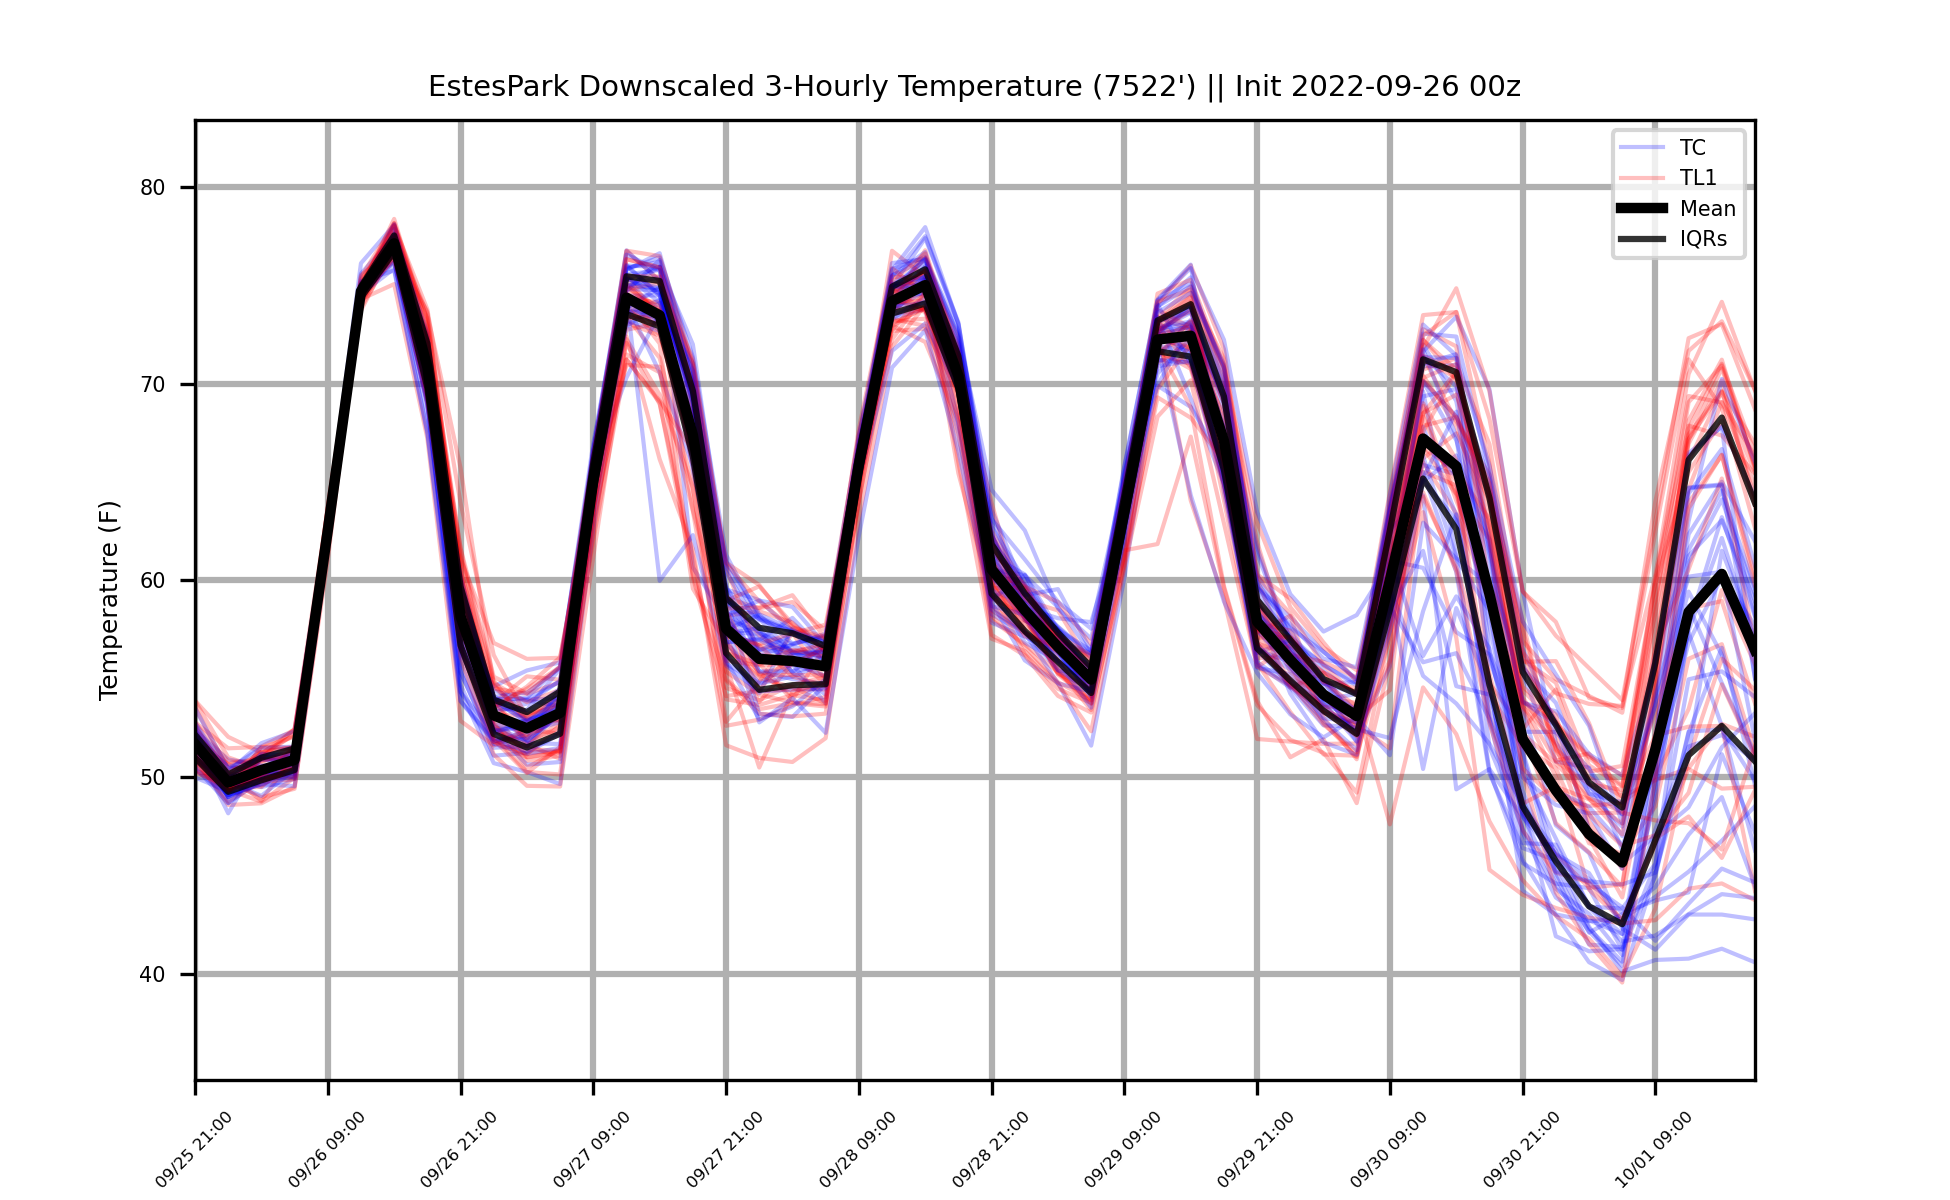 EstesPark Downscaled 3-Hourly Temperature (7522') || Init 2022-09-26 00z
TC
TL1
Mean
IQRs
Temperature (F)
80
70
60
50
40
09/25 21:00
09/26 09:00
09/26 21:00
09/27 09:00
09/27 21:00
09/28 09:00
09/28 21:00
09/29 09:00
09/29 21:00
09/30 09:00
09/30 21:00
10/01 09:00